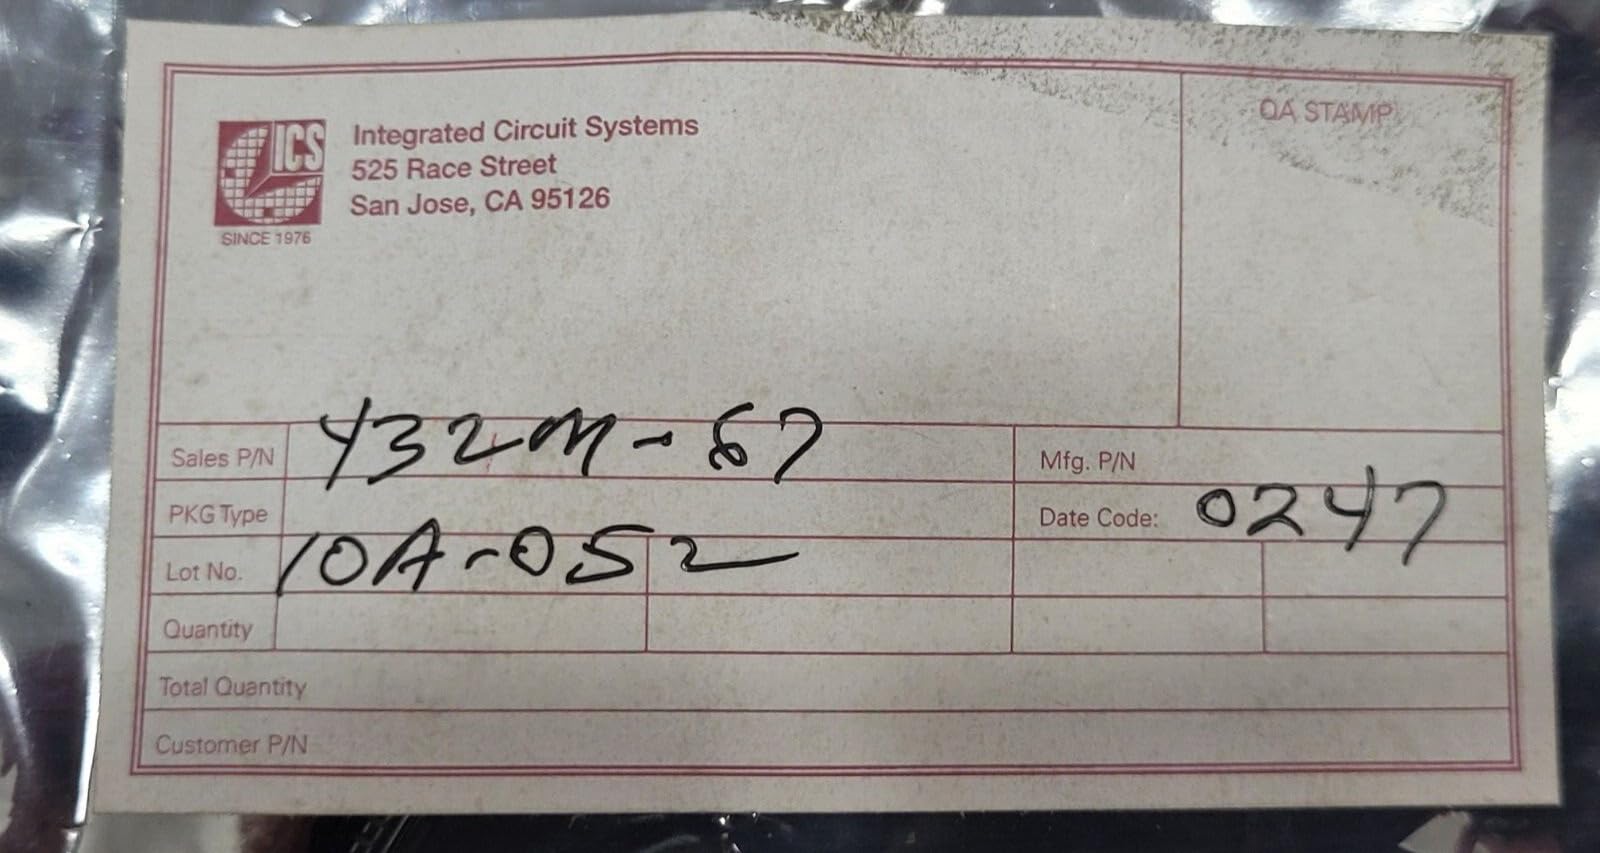 ICS
SINCE 1976
Integrated Circuit Systems
525 Race Street
San Jose, CA 95126
QA STAMP
Sales P/N 432M-67
Mfg. P/N
PKG Type
Date Code: 0247
Lot No. 10A-052
Quantity
Total Quantity
Customer P/N